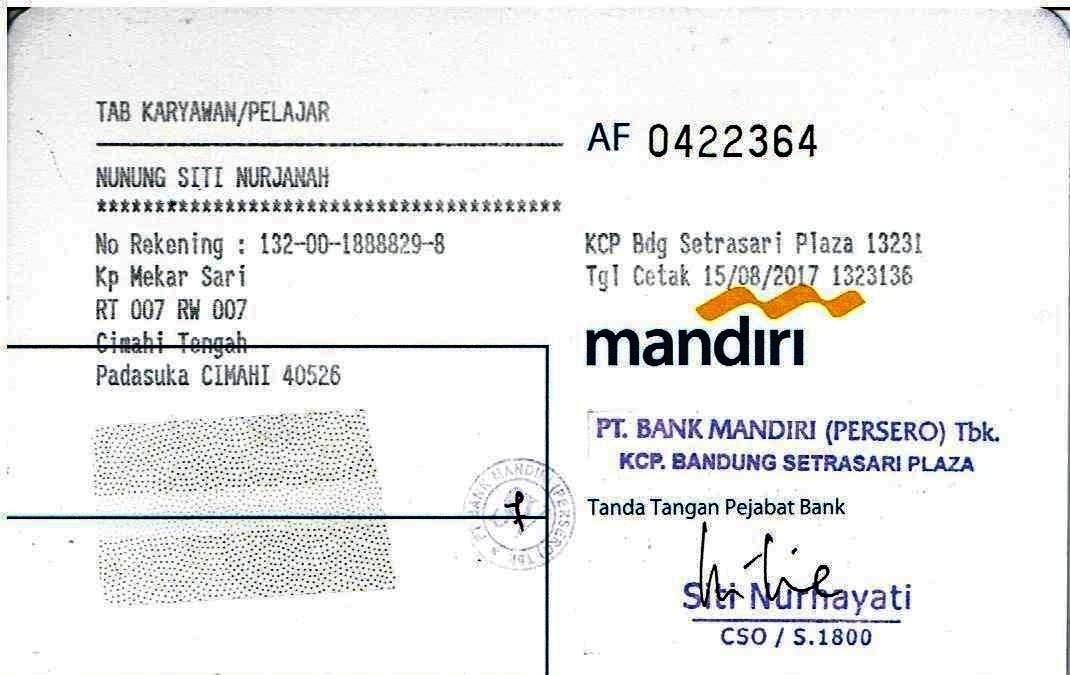 TAB KARYAWAN/PELAJAR
NUNUNG SITI NURJANAH
****************************************
No Rekening : 132-00-1888829-8
Kp Mekar Sari
RT 007 RW 007
Cimahi Tengah
Padasuka CIMAHI 40526
AF 0422364
KCP Bdg Setrasari Plaza 13231
Tgl Cetak 15/08/2017 1323136
mandiri
PT. BANK MANDIRI (PERSERO) Tbk.
KCP. BANDUNG SETRASARI PLAZA
Tanda Tangan Pejabat Bank
Siti Nurhayati
CSO / S.1800
PT BANK MANDIRI (PERSERO) Tbk